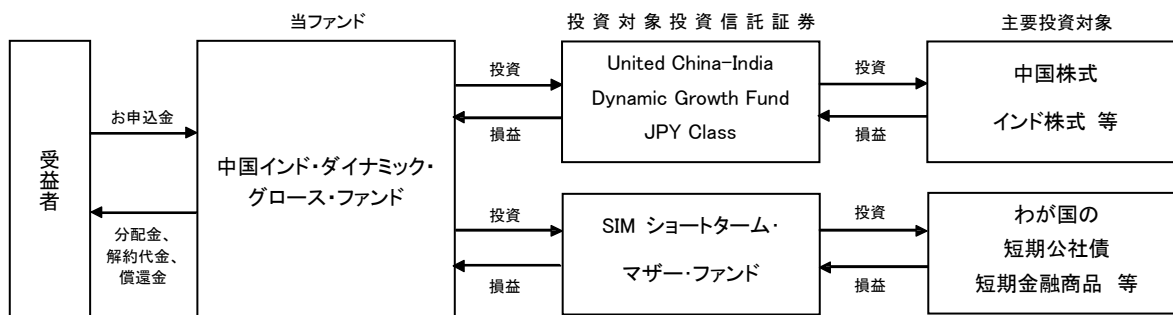 当ファンド
投資対象投資信託証券
主要投資対象
受益者
お申込金
分配金、
解約代金、
償還金
中国インド・ダイナミック・
グロース・ファンド
投資
損益
United China-India
Dynamic Growth Fund
JPY Class
投資
損益
中国株式
インド株式 等
投資
損益
SIM ショートターム・
マザー・ファンド
投資
損益
わが国の
短期公社債
短期金融商品 等